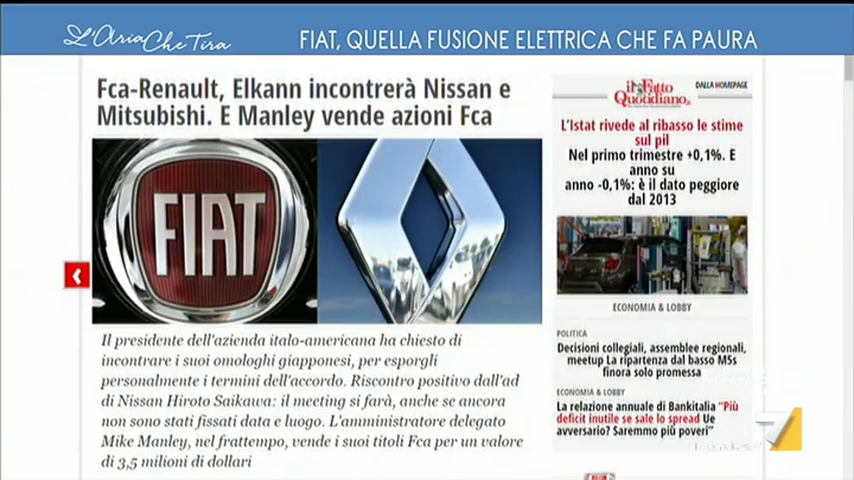 L'Aria Che Tira
FIAT, QUELLA FUSIONE ELETTRICA CHE FA PAURA
Fca-Renault, Elkann incontrerà Nissan e
Mitsubishi. E Manley vende azioni Fca
FIAT
Il presidente dell'azienda italo-americana ha chiesto di
incontrare i suoi omologhi giapponesi, per esporgli
personalmente i termini dell'accordo. Riscontro positivo dall'ad
di Nissan Hiroto Saikawa: il meeting si farà, anche se ancora
non sono stati fissati data e luogo. L'amministratore delegato
Mike Manley, nel frattempo, vende i suoi titoli Fca per un valore
di 3,5 milioni di dollari
il Fatto
Quotidiano.it
DALLA HOMEPAGE
L'Istat rivede al ribasso le stime
sul pil
Nel primo trimestre +0,1%. E
anno su
anno -0,1%: è il dato peggiore
dal 2013
ECONOMIA & LOBBY
POLITICA
Decisioni collegiali, assemblee regionali,
meetup La ripartenza dal basso M5s
finora solo promessa
ECONOMIA & LOBBY
La relazione annuale di Bankitalia "Più
deficit inutile se sale lo spread Ue
avversario? Saremmo più poveri"
7